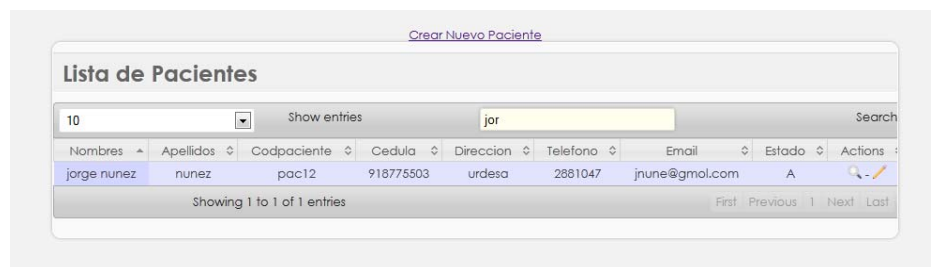 Crear Nuevo Paciente
Lista de Pacientes
10 Show entries jor Search
Nombres Apellidos Codpaciente Cedula Direccion Telefono Email Estado Actions
jorge nunez nunez pac12 918775503 urdesa 2881047 jnune@gmol.com A -
Showing 1 to 1 of 1 entries First Previous 1 Next Last